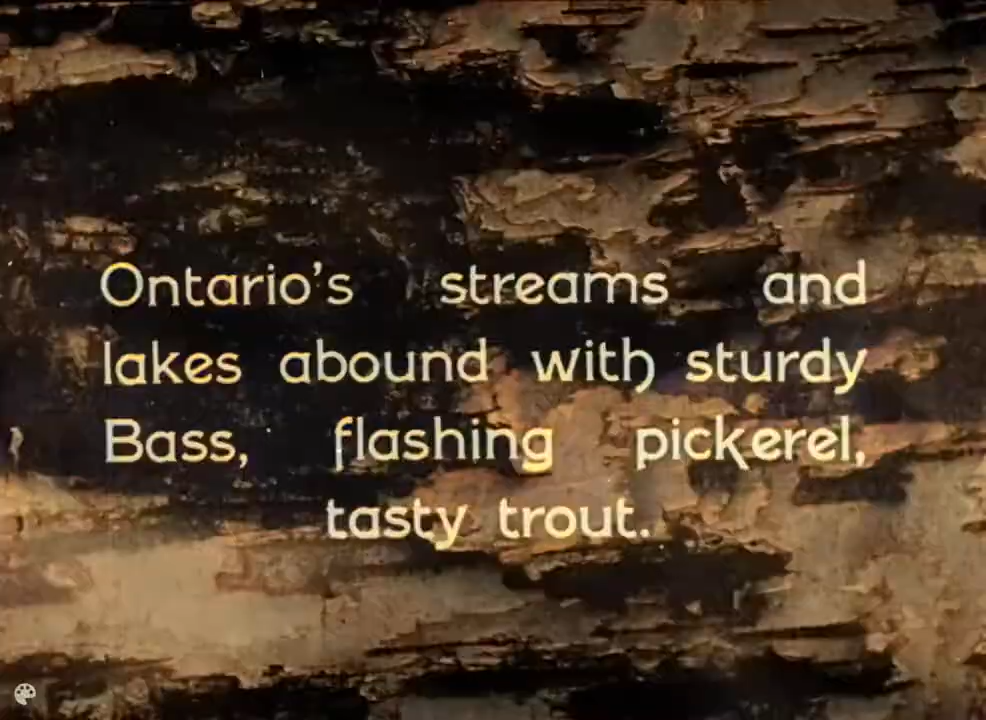 Ontario’s streams and
lakes abound with sturdy
Bass, flashing pickerel,
tasty trout.